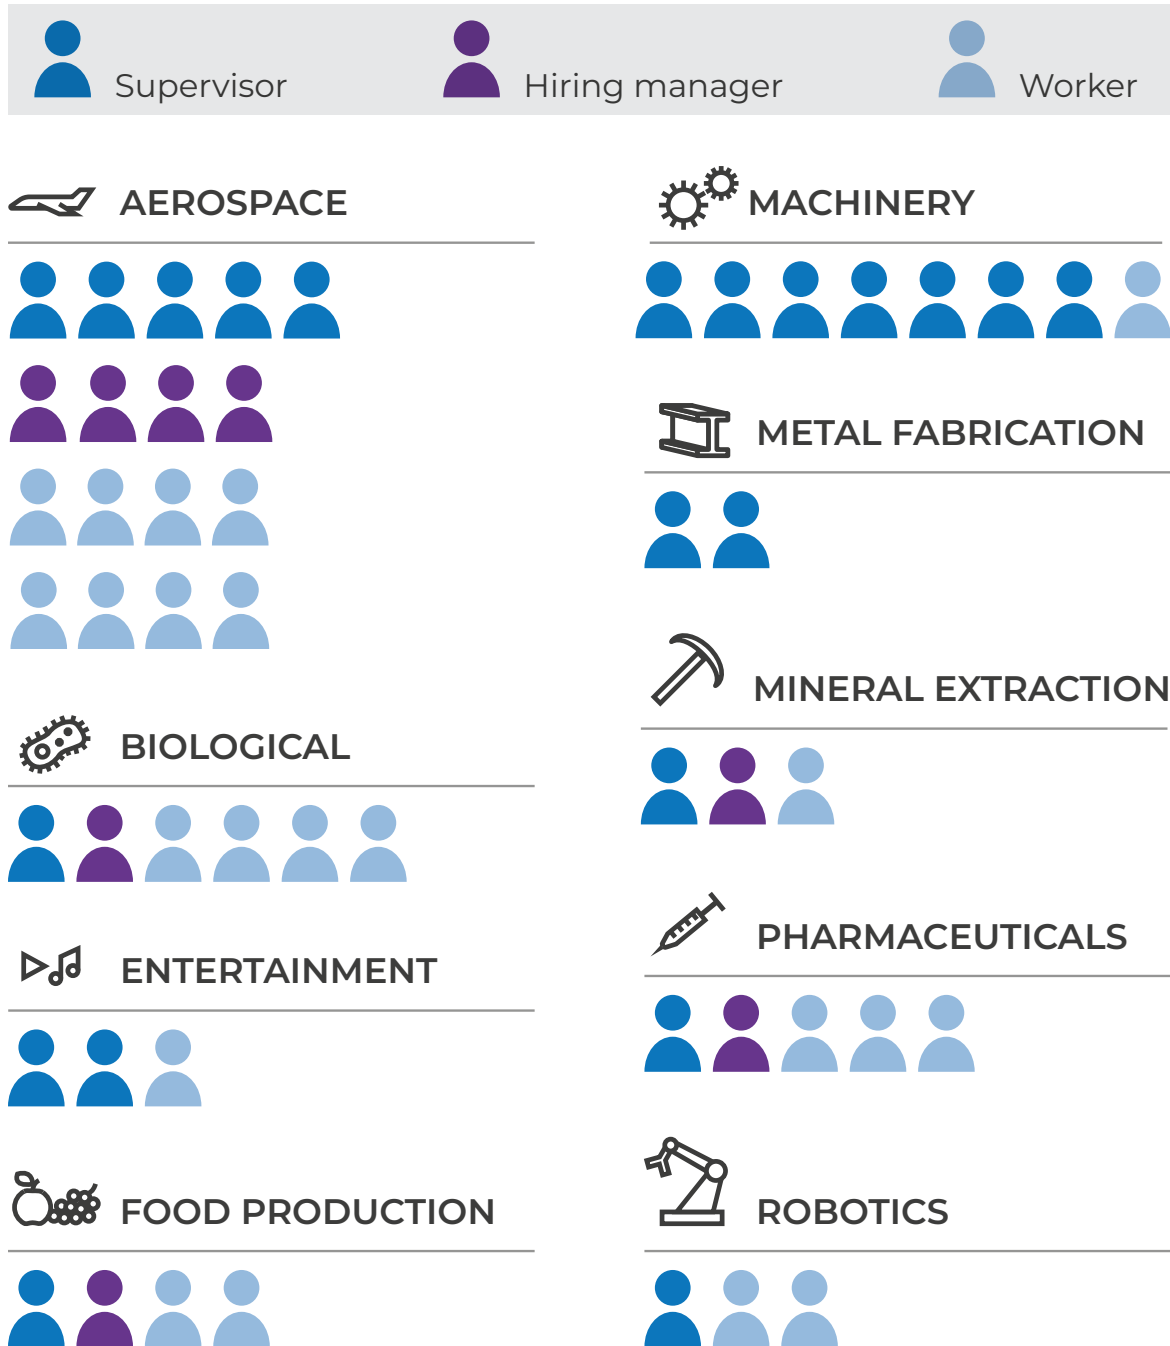 Supervisor
Hiring manager
Worker
AEROSPACE
BIOLOGICAL
ENTERTAINMENT
FOOD PRODUCTION
MACHINERY
METAL FABRICATION
MINERAL EXTRACTION
PHARMACEUTICALS
ROBOTICS